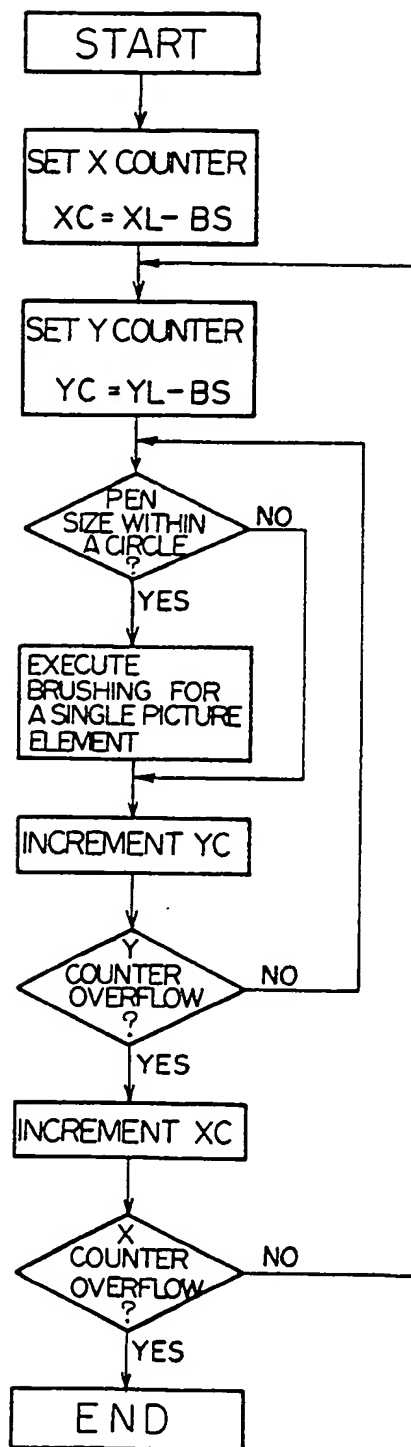 START
SET X COUNTER
XC = XL- BS
SET Y COUNTER
YC = YL- BS
PEN
SIZE WITHIN
A CIRCLE
?
NO
YES
EXECUTE
BRUSHING FOR
A SINGLE PICTURE
ELEMENT
INCREMENT YC
Y
COUNTER
OVERFLOW
?
NO
YES
INCREMENT XC
X
COUNTER
OVERFLOW
?
NO
YES
END